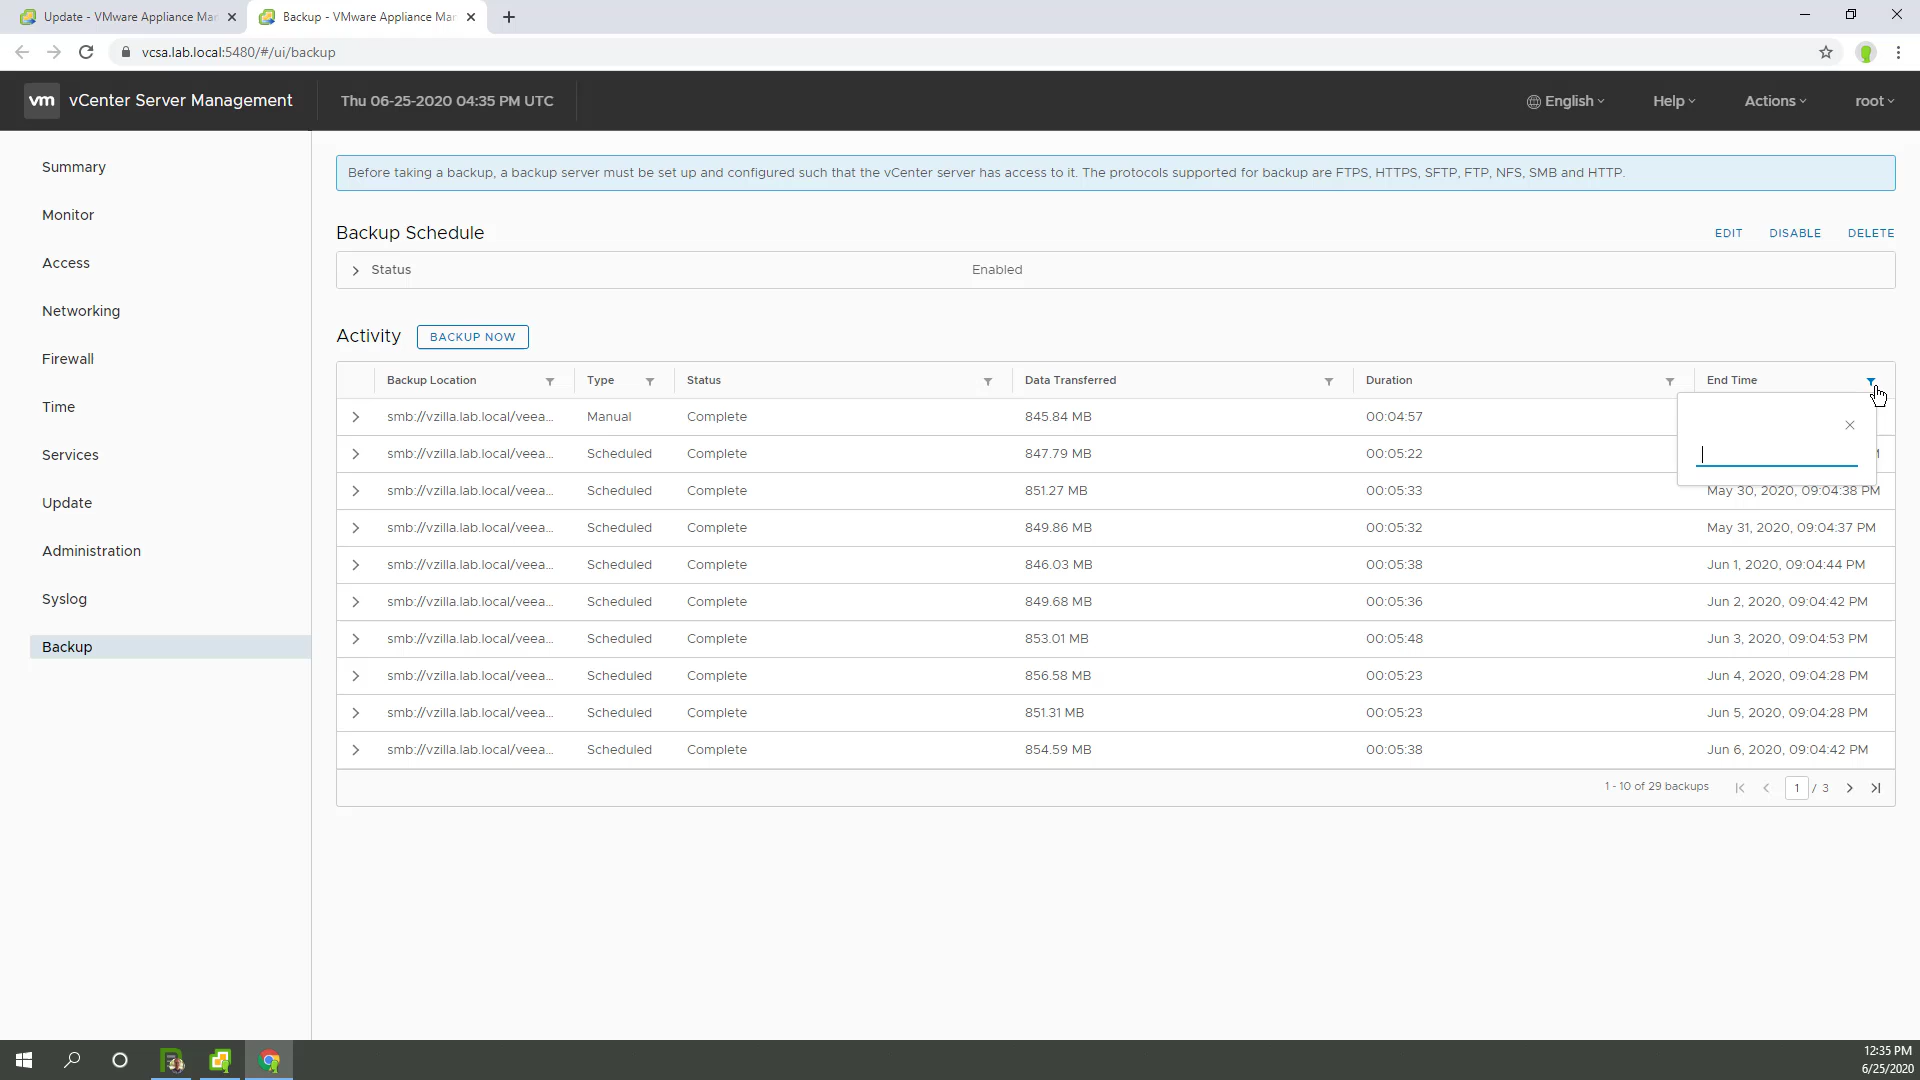 Update - VMware Appliance Mar
Backup - VMware Appliance Mar
vcsa.lab.local:5480/#/ui/backup
vm vCenter Server Management
Thu 06-25-2020 04:35 PM UTC
English
Help
Actions
root
Summary
Monitor
Access
Networking
Firewall
Time
Services
Update
Administration
Syslog
Backup
Before taking a backup, a backup server must be set up and configured such that the vCenter server has access to it. The protocols supported for backup are FTPS, HTTPS, SFTP, FTP, NFS, SMB and HTTP.
Backup Schedule
EDIT DISABLE DELETE
Status Enabled
Activity BACKUP NOW
Backup Location Type Status Data Transferred Duration End Time
smb://vzilla.lab.local/veea... Manual Complete 845.84 MB 00:04:57
smb://vzilla.lab.local/veea... Scheduled Complete 847.79 MB 00:05:22
smb://vzilla.lab.local/veea... Scheduled Complete 851.27 MB 00:05:33 May 30, 2020, 09:04:38 PM
smb://vzilla.lab.local/veea... Scheduled Complete 849.86 MB 00:05:32 May 31, 2020, 09:04:37 PM
smb://vzilla.lab.local/veea... Scheduled Complete 846.03 MB 00:05:38 Jun 1, 2020, 09:04:44 PM
smb://vzilla.lab.local/veea... Scheduled Complete 849.68 MB 00:05:36 Jun 2, 2020, 09:04:42 PM
smb://vzilla.lab.local/veea... Scheduled Complete 853.01 MB 00:05:48 Jun 3, 2020, 09:04:53 PM
smb://vzilla.lab.local/veea... Scheduled Complete 856.58 MB 00:05:23 Jun 4, 2020, 09:04:28 PM
smb://vzilla.lab.local/veea... Scheduled Complete 851.31 MB 00:05:23 Jun 5, 2020, 09:04:28 PM
smb://vzilla.lab.local/veea... Scheduled Complete 854.59 MB 00:05:38 Jun 6, 2020, 09:04:42 PM
1 - 10 of 29 backups 1 / 3
12:35 PM
6/25/2020